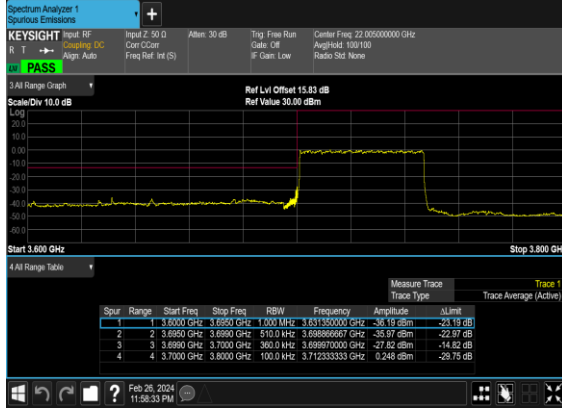 Spectrum Analyzer 1
Spurious Emissions
+
KEYSIGHT Input: RF Input Z: 50 Ω Atten: 30 dB Trig: Free Run Center Freq: 22.005000000 GHz
R T Coupling: DC Corr CCorr Gate: Off Avg|Hold: 100/100
Align: Auto Freq Ref: Int (S) IF Gain: Low Radio Std: None
PASS
3 All Range Graph
Ref Lvl Offset 15.83 dB
Scale/Div 10.0 dB Ref Value 30.00 dBm
Log
20.0
10.0
0.00
-10.0
-20.0
-30.0
-40.0
-50.0
-60.0
Start 3.600 GHz Stop 3.800 GH
4 All Range Table
Measure Trace Trace 1
Trace Type Trace Average (Active)
Spur Range Start Freq Stop Freq RBW Frequency Amplitude ΔLimit
1 1 3.6000 GHz 3.6950 GHz 1.000 MHz 3.631350000 GHz -36.19 dBm -23.19 dB
2 2 3.6950 GHz 3.6990 GHz 510.0 kHz 3.698866667 GHz -35.97 dBm -22.97 dB
3 3 3.6990 GHz 3.7000 GHz 360.0 kHz 3.699970000 GHz -27.82 dBm -14.82 dB
4 4 3.7000 GHz 3.8000 GHz 100.0 kHz 3.712333333 GHz 0.248 dBm -29.75 dB
? Feb 26, 2024
11:58:33 PM